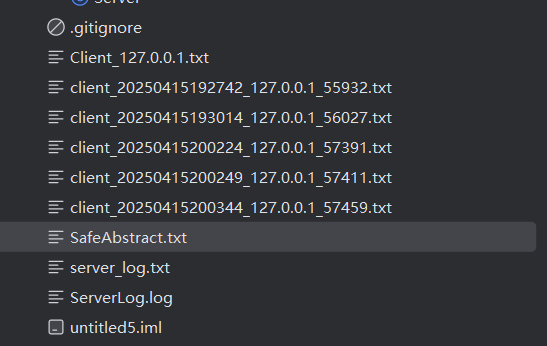 Server
.gitignore
Client_127.0.0.1.txt
client_20250415192742_127.0.0.1_55932.txt
client_20250415193014_127.0.0.1_56027.txt
client_20250415200224_127.0.0.1_57391.txt
client_20250415200249_127.0.0.1_57411.txt
client_20250415200344_127.0.0.1_57459.txt
SafeAbstract.txt
server_log.txt
ServerLog.log
untitled5.iml